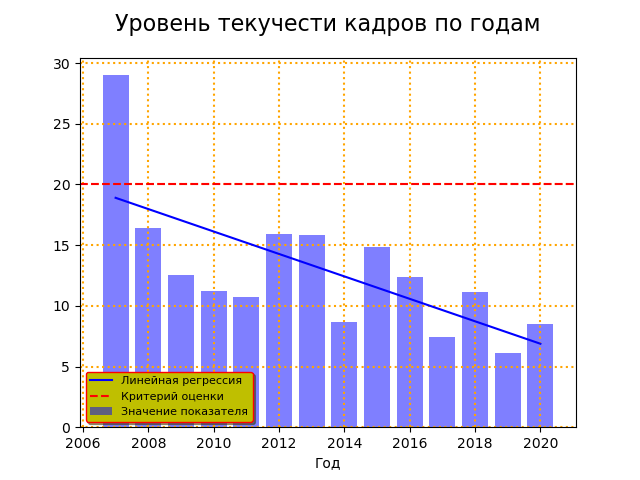 Уровень текучести кадров по годам
30
25
20
15
10
5
0
Линейная регрессия
Критерий оценки
Значение показателя
2006 2008 2010 2012 2014 2016 2018 2020
Год